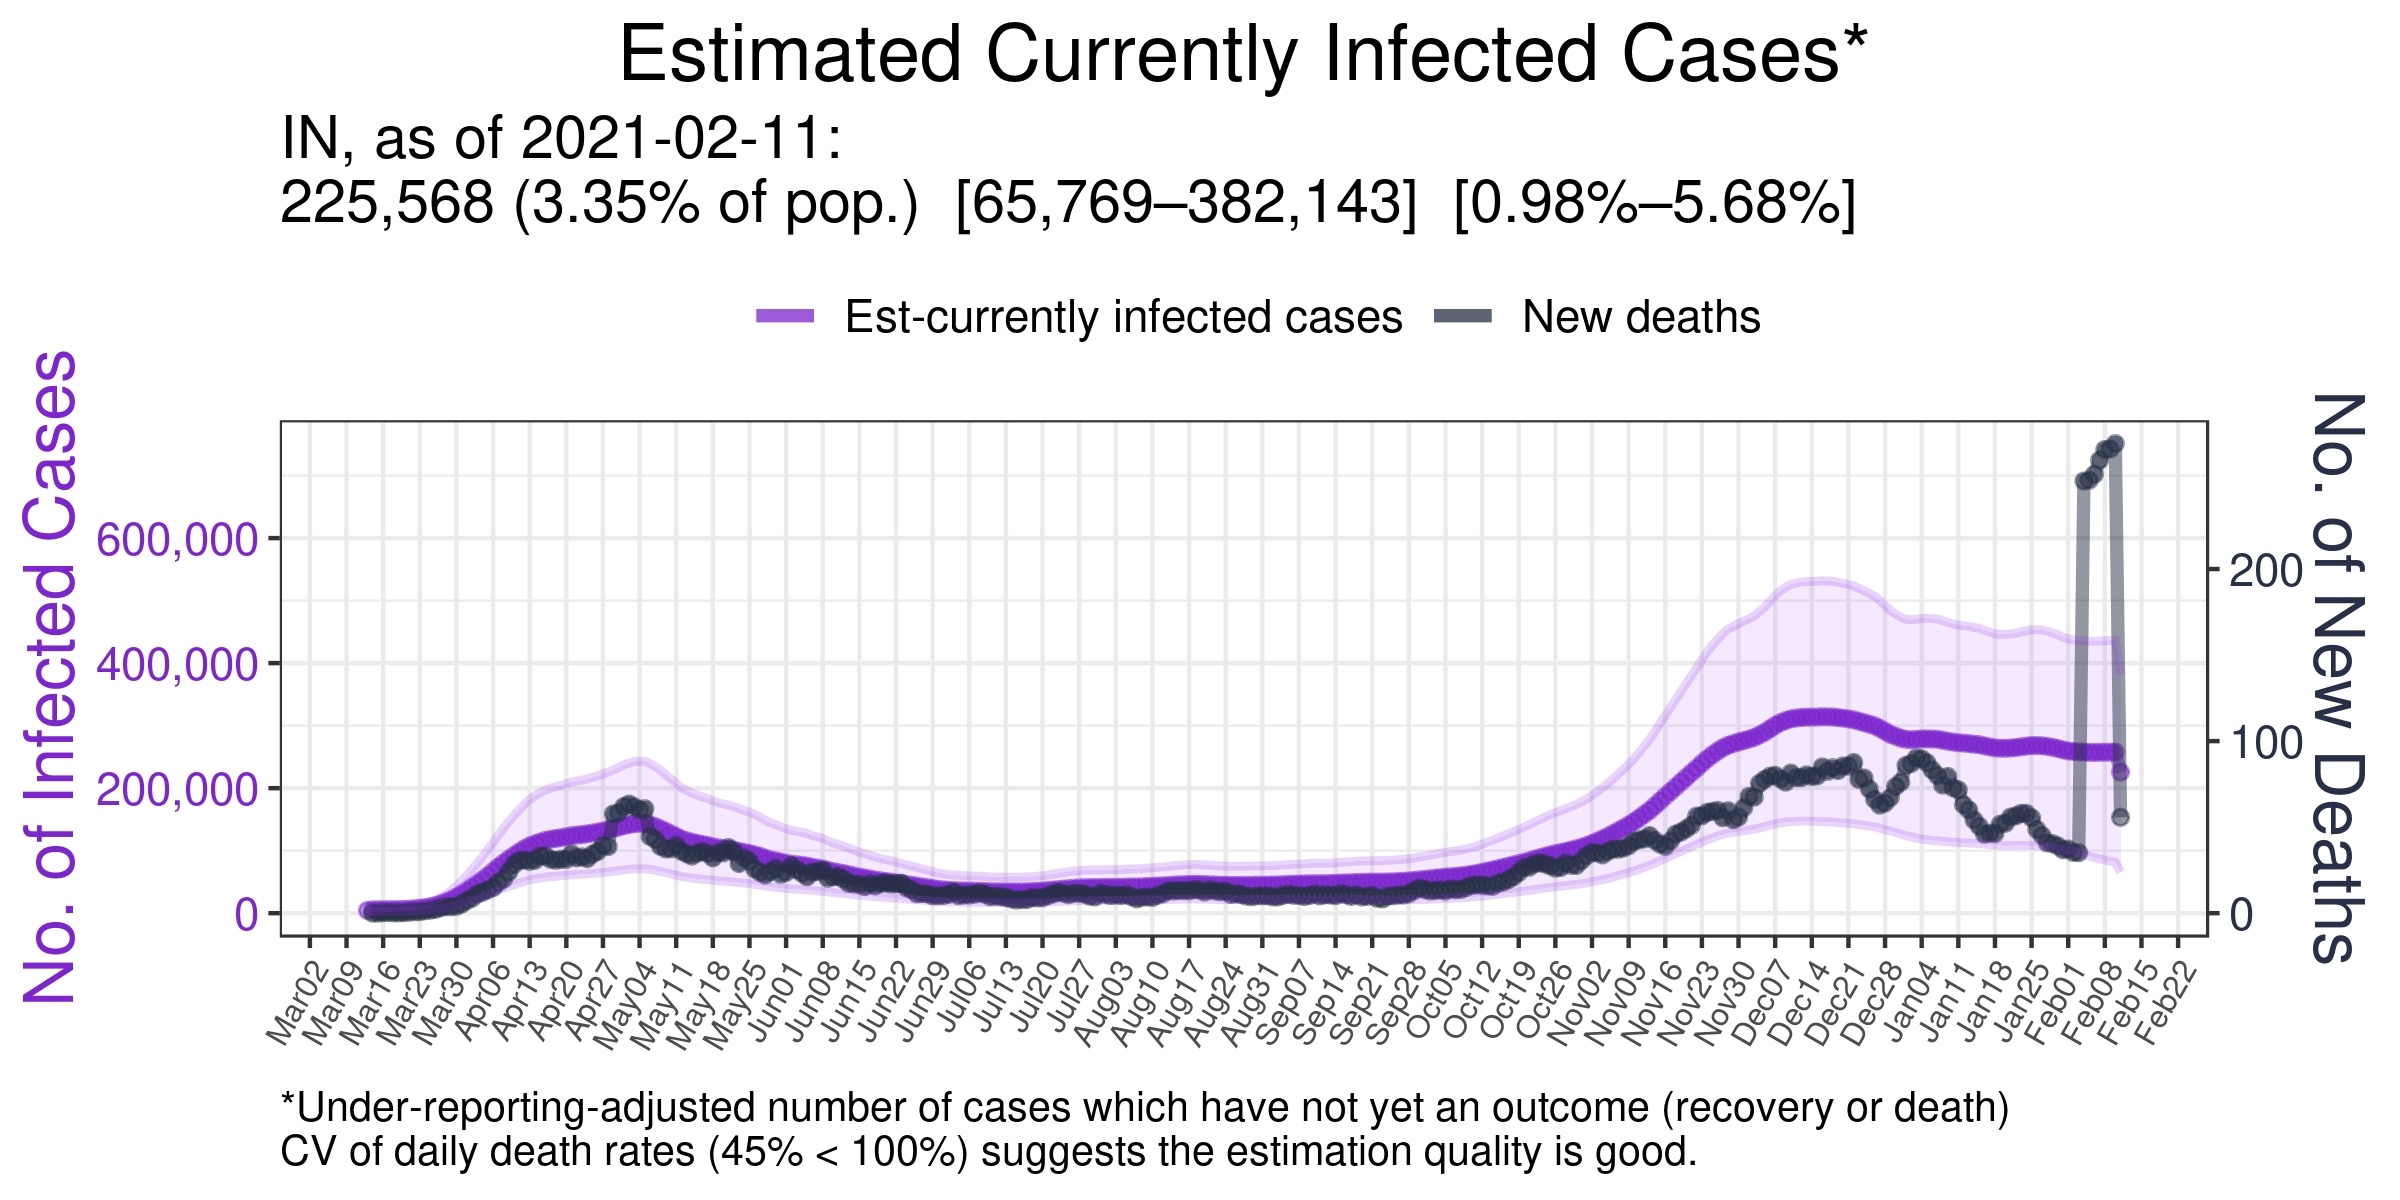 Estimated Currently Infected Cases*
IN, as of 2021-02-11:
225,568 (3.35% of pop.) [65,769–382,143] [0.98%–5.68%]
Est-currently infected cases
New deaths
No. of Infected Cases
600,000
400,000
200,000
0
200
100
0
No. of New Deaths
Mar02
Mar09
Mar16
Mar23
Mar30
Apr06
Apr13
Apr20
Apr27
May04
May11
May18
May25
Jun01
Jun08
Jun15
Jun22
Jun29
Jul06
Jul13
Jul20
Jul27
Aug03
Aug10
Aug17
Aug24
Aug31
Sep07
Sep14
Sep21
Sep28
Oct05
Oct12
Oct19
Oct26
Nov02
Nov09
Nov16
Nov23
Nov30
Dec07
Dec14
Dec21
Dec28
Jan04
Jan11
Jan18
Jan25
Feb01
Feb08
Feb15
Feb22
*Under-reporting-adjusted number of cases which have not yet an outcome (recovery or death)
CV of daily death rates (45% < 100%) suggests the estimation quality is good.